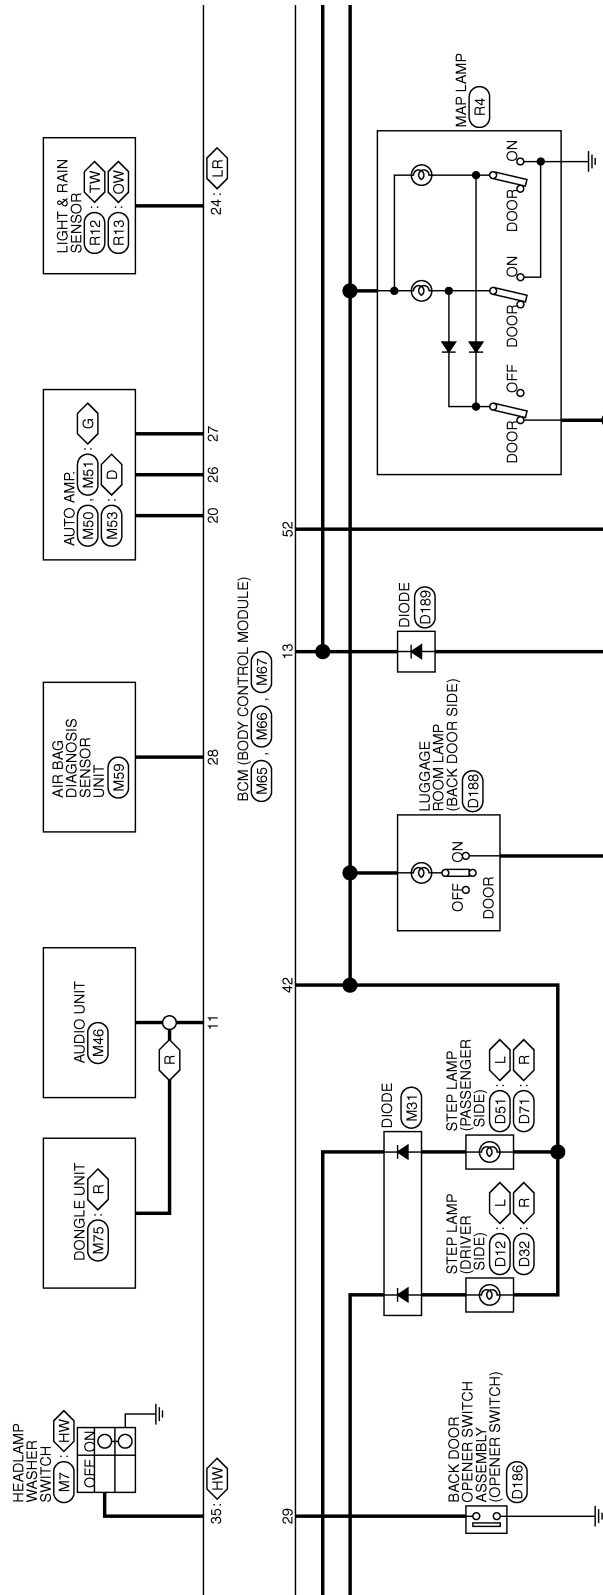 HEADLAMP
WASHER
SWITCH
M7 : HW
OFF ON
35: HW
DONGLE UNIT
M75 : R
R
AUDIO UNIT
M46
11
AIR BAG
DIAGNOSIS
SENSOR
UNIT M59
28
AUTO AMP.
M50 , M51 : G
M53 : D
20
26
27
LIGHT & RAIN
SENSOR
R12 : TW
R13 : OW
24: LR
BCM (BODY CONTROL MODULE)
M65 , M66 , M67
29
42
13
52
BACK DOOR
OPENER SWITCH
ASSEMBLY
(OPENER SWITCH)
D186
DIODE
M31
STEP LAMP
(DRIVER
SIDE)
D12 : L
D32 : R
STEP LAMP
(PASSENGER
SIDE)
D51 : L
D71 : R
LUGGAGE
ROOM LAMP
(BACK DOOR SIDE)
D188
OFF ON
DOOR
DIODE
D189
MAP LAMP
R4
DOOR OFF
DOOR ON
DOOR ON